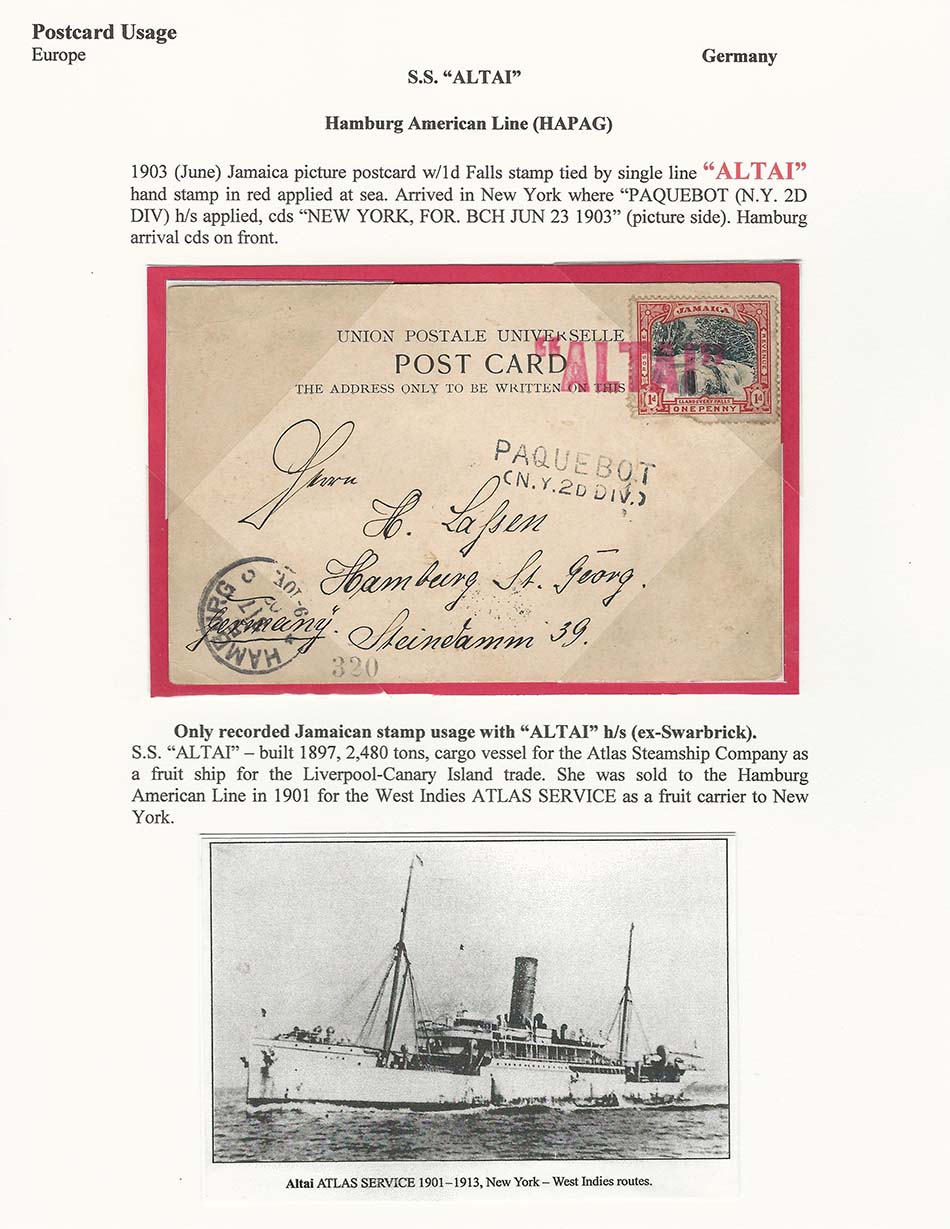 Postcard Usage
Europe
Germany
S.S. “ALTAI”
Hamburg American Line (HAPAG)
1903 (June) Jamaica picture postcard w/1d Falls stamp tied by single line “ALTAI”
hand stamp in red applied at sea. Arrived in New York where “PAQUEBOT (N.Y. 2D
DIV) h/s applied, cds “NEW YORK, FOR. BCH JUN 23 1903” (picture side). Hamburg
arrival cds on front.
UNION POSTALE UNIVERSELLE
POST CARD
THE ADDRESS ONLY TO BE WRITTEN ON THIS
“ALTAI”
JAMAICA
POSTAGE
REVENUE
LLANDOVERY FALLS
1d
1d
ONE PENNY
PAQUEBOT
(N.Y. 2D DIV.)
Herrn
H. Laſsen
Hamburg St. Georg.
Germany.
Steindamm 39.
HAMBURG
320
Only recorded Jamaican stamp usage with “ALTAI” h/s (ex-Swarbrick).
S.S. “ALTAI” – built 1897, 2,480 tons, cargo vessel for the Atlas Steamship Company as
a fruit ship for the Liverpool-Canary Island trade. She was sold to the Hamburg
American Line in 1901 for the West Indies ATLAS SERVICE as a fruit carrier to New
York.
Altai ATLAS SERVICE 1901–1913, New York – West Indies routes.